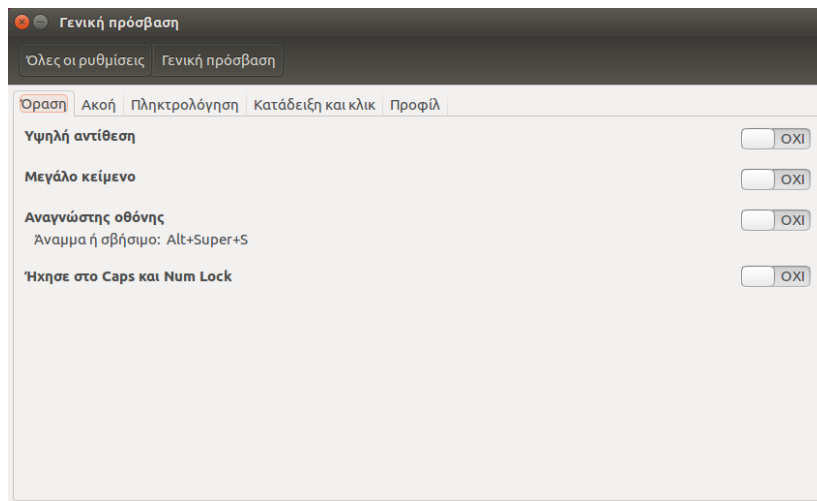 Γενική πρόσβαση
Όλες οι ρυθμίσεις Γενική πρόσβαση
Όραση Ακοή Πληκτρολόγηση Κατάδειξη και κλικ Προφίλ
Υψηλή αντίθεση ΟΧΙ
Μεγάλο κείμενο ΟΧΙ
Αναγνώστης οθόνης ΟΧΙ
Άναμμα ή σβήσιμο: Alt+Super+S
Ήχησε στο Caps και Num Lock ΟΧΙ